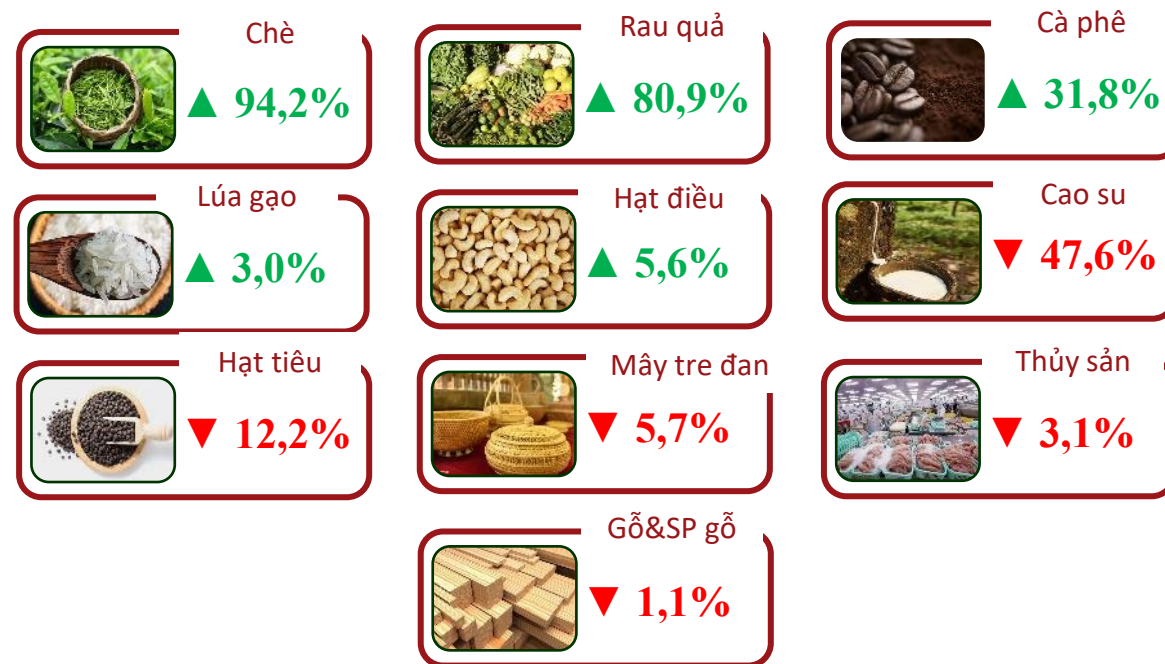 Chè
▲ 94,2%
Rau quả
▲ 80,9%
Cà phê
▲ 31,8%
Lúa gạo
▲ 3,0%
Hạt điều
▲ 5,6%
Cao su
▼ 47,6%
Hạt tiêu
▼ 12,2%
Mây tre đan
▼ 5,7%
Thủy sản
▼ 3,1%
Gỗ&SP gỗ
▼ 1,1%